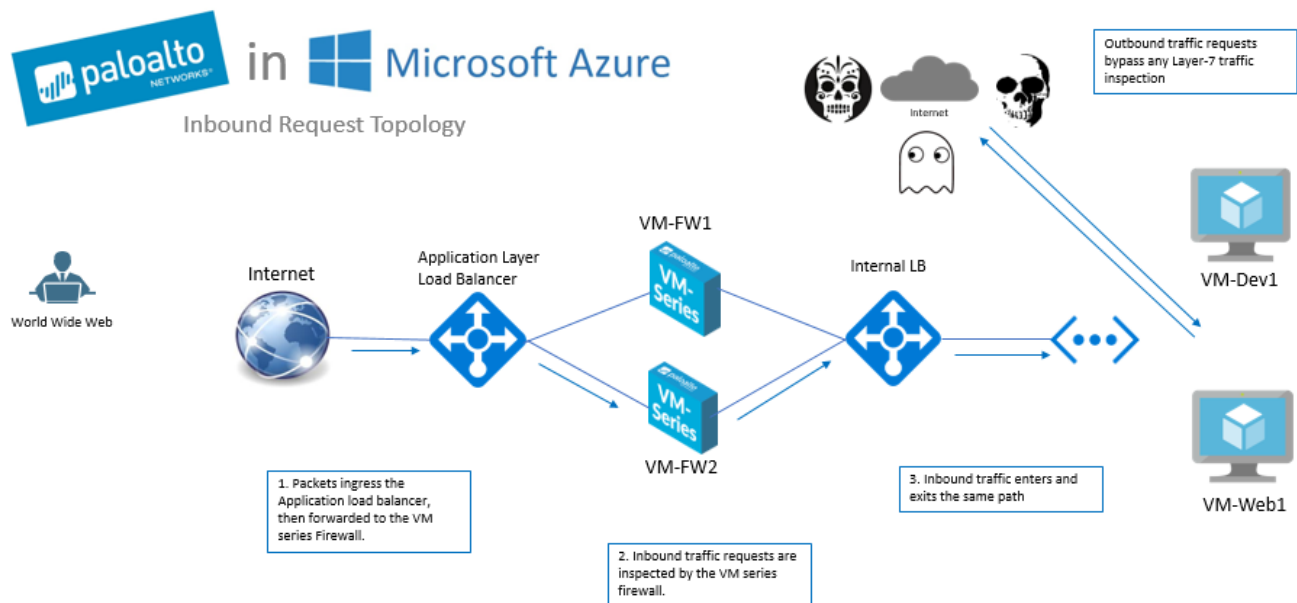 paloalto
NETWORKS®
in
Microsoft Azure
Inbound Request Topology
Internet
Outbound traffic requests
bypass any Layer-7 traffic
inspection
World Wide Web
Internet
Application Layer
Load Balancer
VM-FW1
paloalto
VM-
Series
paloalto
VM-
Series
VM-FW2
Internal LB
VM-Dev1
VM-Web1
1. Packets ingress the
Application load balancer,
then forwarded to the VM
series Firewall.
2. Inbound traffic requests are
inspected by the VM series
firewall.
3. Inbound traffic enters and
exits the same path